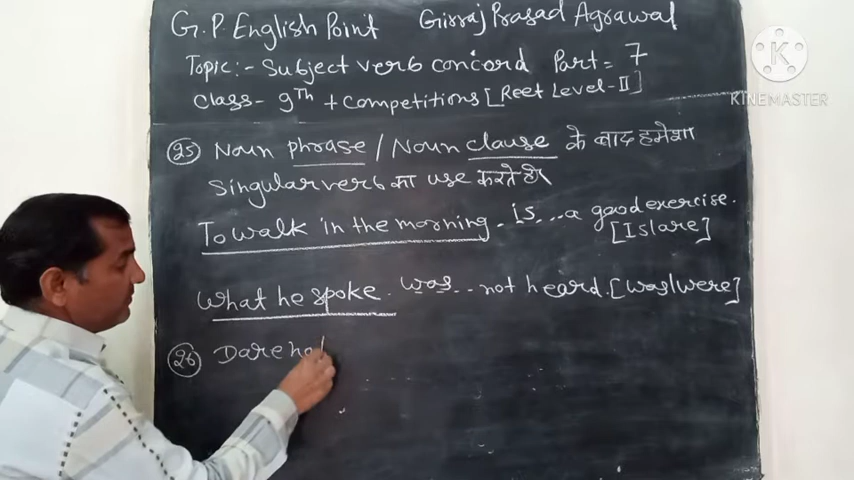 G.P. English Point Girraj Prasad Agrawal
Topic:- Subject verb concord Part = 7
Class- 9th + Competitions [Reet Level-II]
KINEMASTER
(25) Noun phrase / Noun clause के बाद हमेशा
Singular verb का use करते है।
To walk in the morning. is... a good exercise.
[Is/are]
What he spoke. was.. not heard. [was/were]
(26) Dare